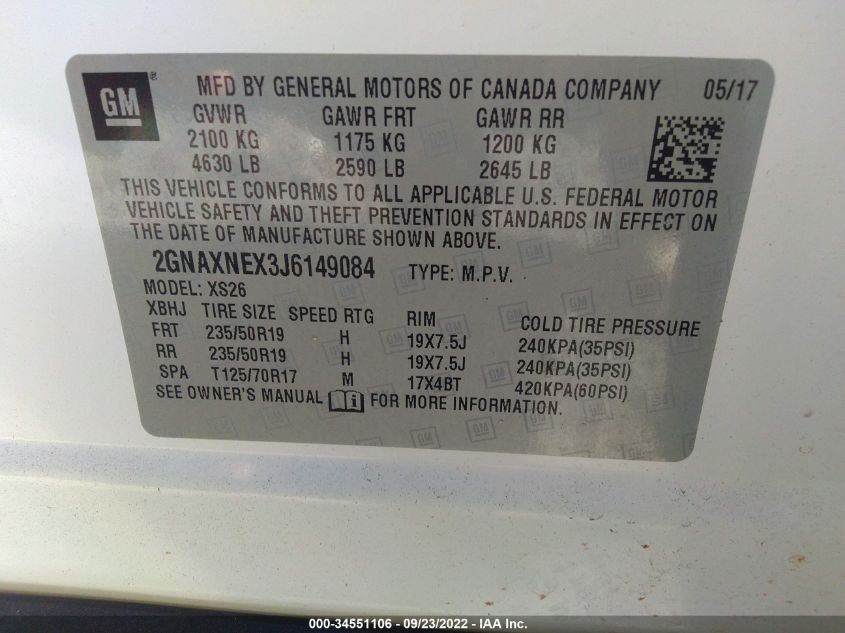 GM ® MFD BY GENERAL MOTORS OF CANADA COMPANY 05/17
GVWR GAWR FRT GAWR RR
2100 KG 1175 KG 1200 KG
4630 LB 2590 LB 2645 LB
THIS VEHICLE CONFORMS TO ALL APPLICABLE U.S. FEDERAL MOTOR
VEHICLE SAFETY AND THEFT PREVENTION STANDARDS IN EFFECT ON
THE DATE OF MANUFACTURE SHOWN ABOVE.
2GNAXNEX3J6149084 TYPE: M.P.V.
MODEL: XS26
XBHJ TIRE SIZE SPEED RTG RIM COLD TIRE PRESSURE
FRT 235/50R19 H 19X7.5J 240KPA(35PSI)
RR 235/50R19 H 19X7.5J 240KPA(35PSI)
SPA T125/70R17 M 17X4BT 420KPA(60PSI)
SEE OWNER'S MANUAL FOR MORE INFORMATION.
000-34551106 - 09/23/2022 - IAA Inc.